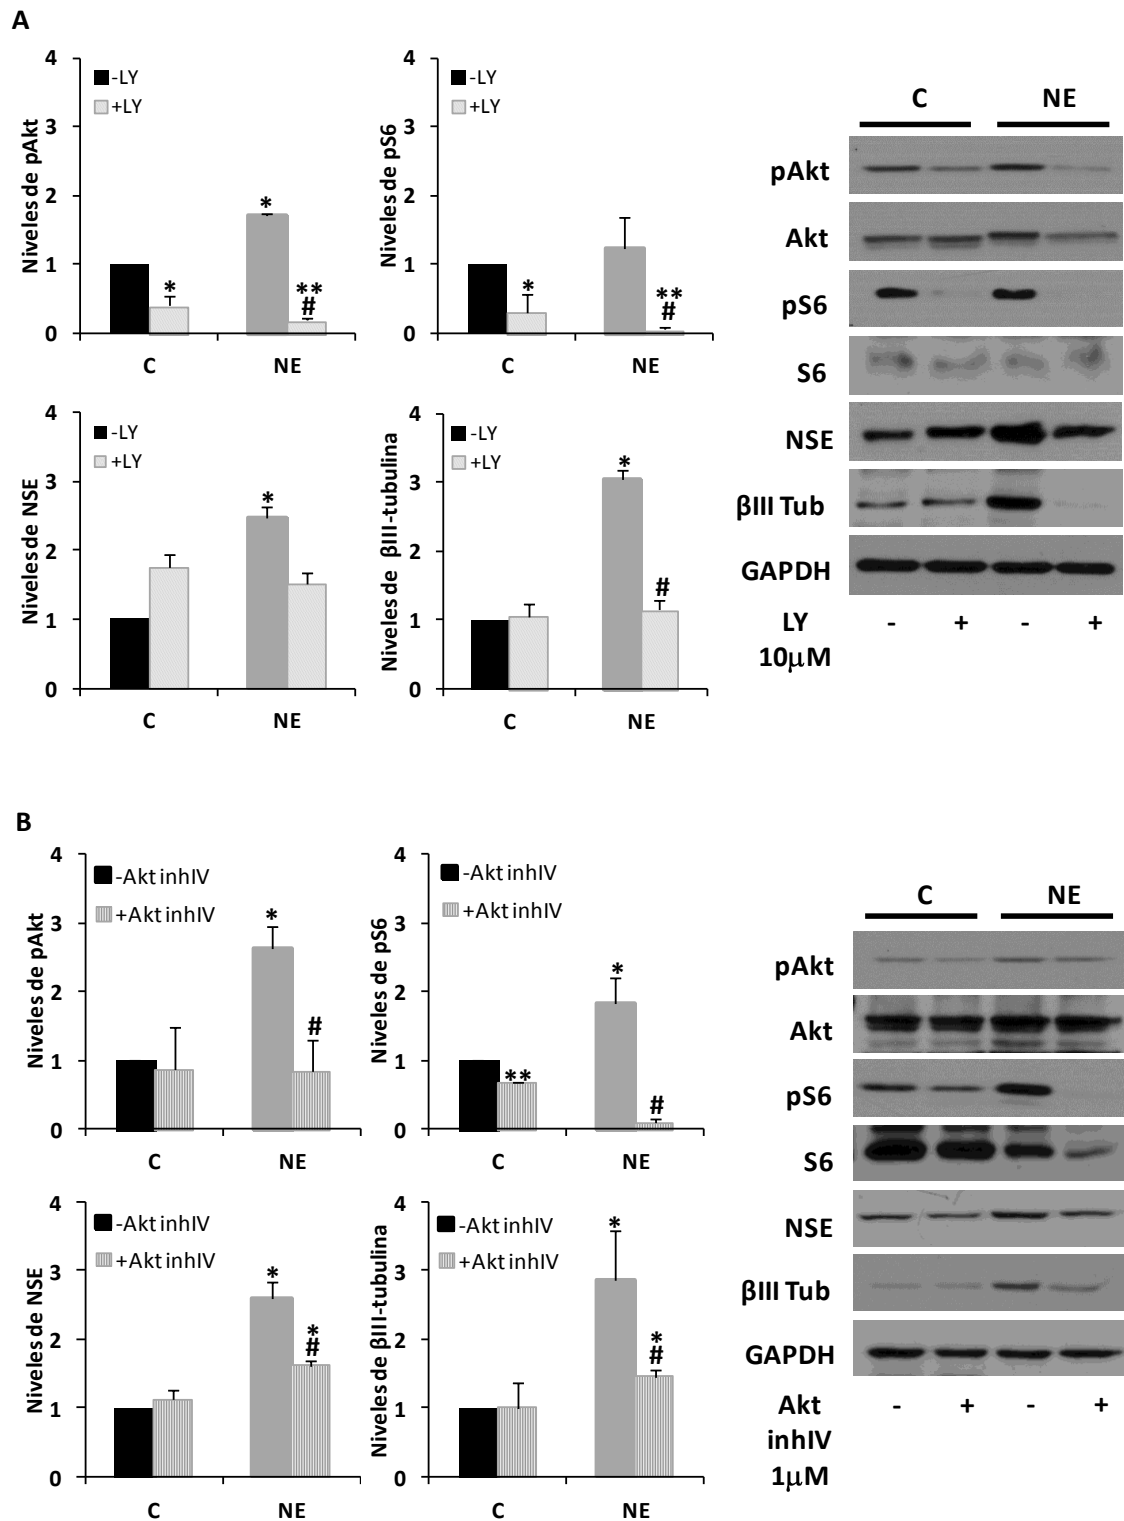 A
Niveles de pAkt
4
3
2
1
0
-LY
+LY
*
*
**
#
C
NE
Niveles de pS6
4
3
2
1
0
-LY
+LY
*
**
#
C
NE
Niveles de NSE
4
3
2
1
0
-LY
+LY
*
C
NE
Niveles de βIII-tubulina
4
3
2
1
0
-LY
+LY
*
#
C
NE
C
NE
pAkt
Akt
pS6
S6
NSE
βIII Tub
GAPDH
LY - + - +
10μM
B
Niveles de pAkt
4
3
2
1
0
-Akt inhIV
+Akt inhIV
*
#
C
NE
Niveles de pS6
4
3
2
1
0
-Akt inhIV
+Akt inhIV
**
*
#
C
NE
Niveles de NSE
4
3
2
1
0
-Akt inhIV
+Akt inhIV
*
*
#
C
NE
Niveles de βIII-tubulina
4
3
2
1
0
-Akt inhIV
+Akt inhIV
*
*
#
C
NE
C
NE
pAkt
Akt
pS6
S6
NSE
βIII Tub
GAPDH
Akt - + - +
inhIV
1μM